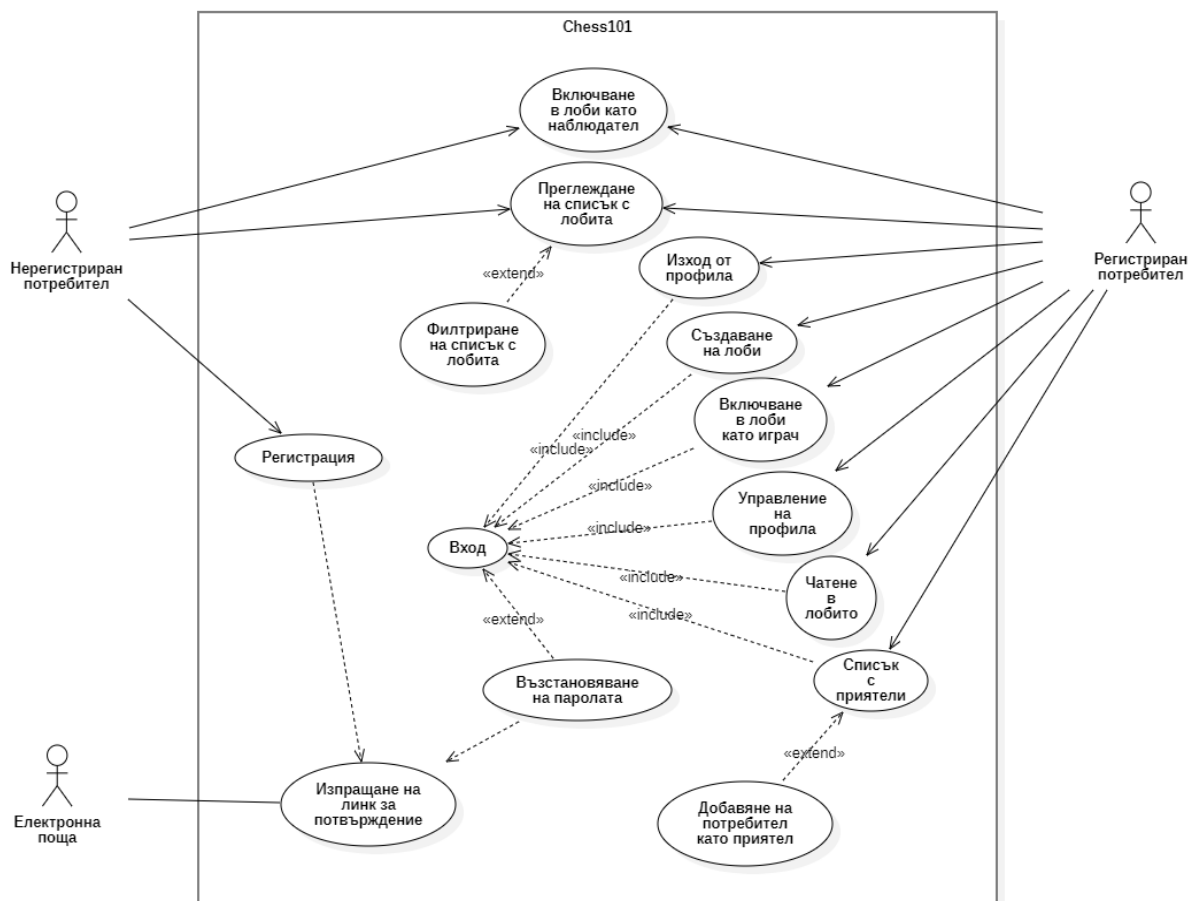 Chess101
Включване
в лоби като
наблюдател
Преглеждане
на списък с
лобита
Нерегистриран
потребител
Регистриран
потребител
Изход от
профила
«extend»
Филтриране
на списък с
лобита
Създаване
на лоби
Включване
в лоби
като играч
«include»
«include»
Регистрация
«include»
Управление
на
профила
«include»
Вход
«include»
Чатене
в
лобито
«include»
«extend»
Списък
с
приятели
Възстановяване
на паролата
«extend»
Електронна
поща
Изпращане на
линк за
потвърждение
Добавяне на
потребител
като приятел